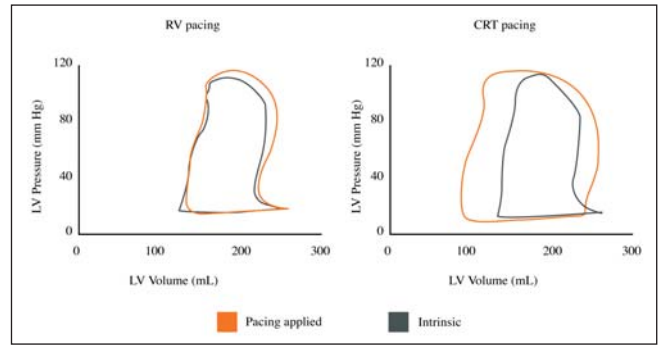 RV pacing
120
80
40
0
LV Pressure (mm Hg)
0
100
200
300
LV Volume (mL)
CRT pacing
120
80
40
0
LV Pressure (mm Hg)
0
100
200
300
LV Volume (mL)
Pacing applied
Intrinsic